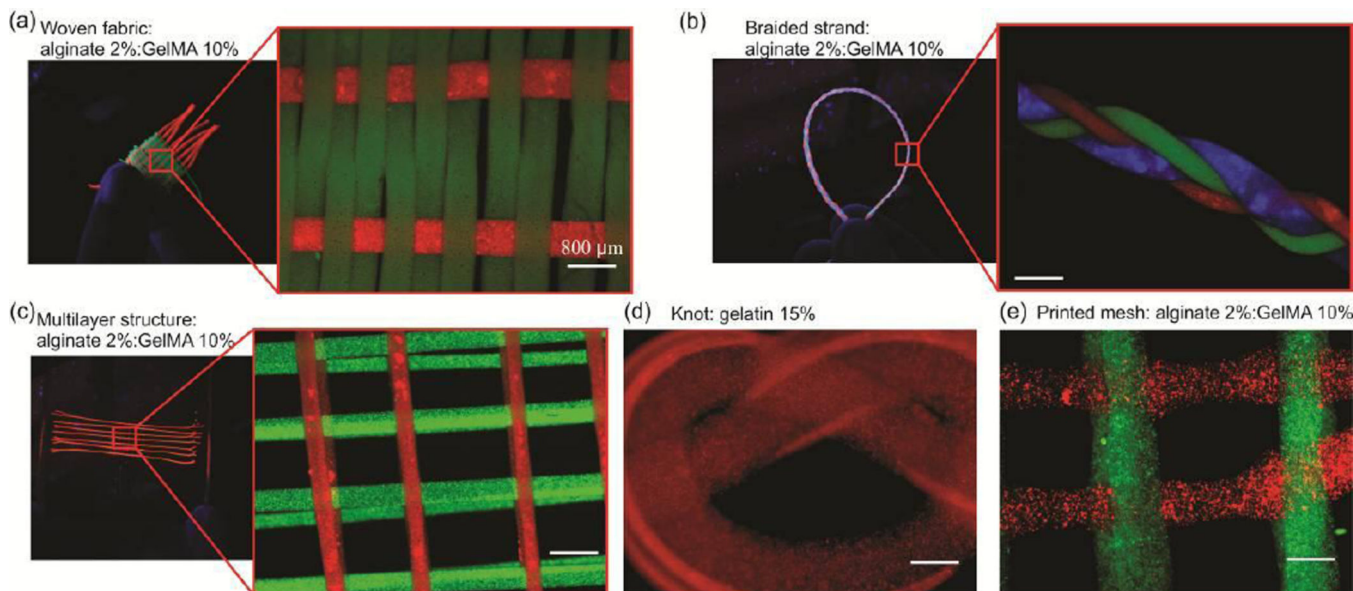 (a) Woven fabric:
alginate 2%:GelMA 10%
800 µm
(b) Braided strand:
alginate 2%:GelMA 10%
(c) Multilayer structure:
alginate 2%:GelMA 10%
(d) Knot: gelatin 15%
(e) Printed mesh: alginate 2%:GelMA 10%